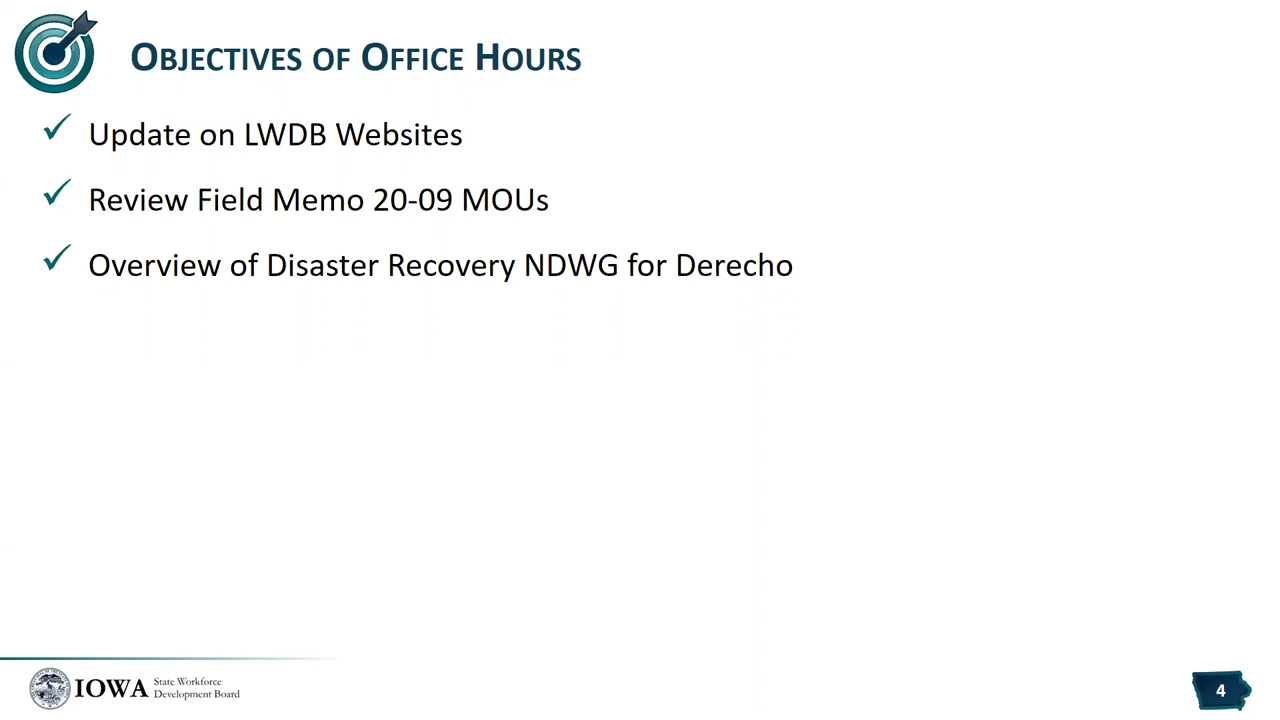 Objectives of Office Hours
Update on LWDB Websites
Review Field Memo 20-09 MOUs
Overview of Disaster Recovery NDWG for Derecho
IOWA State Workforce
Development Board
4